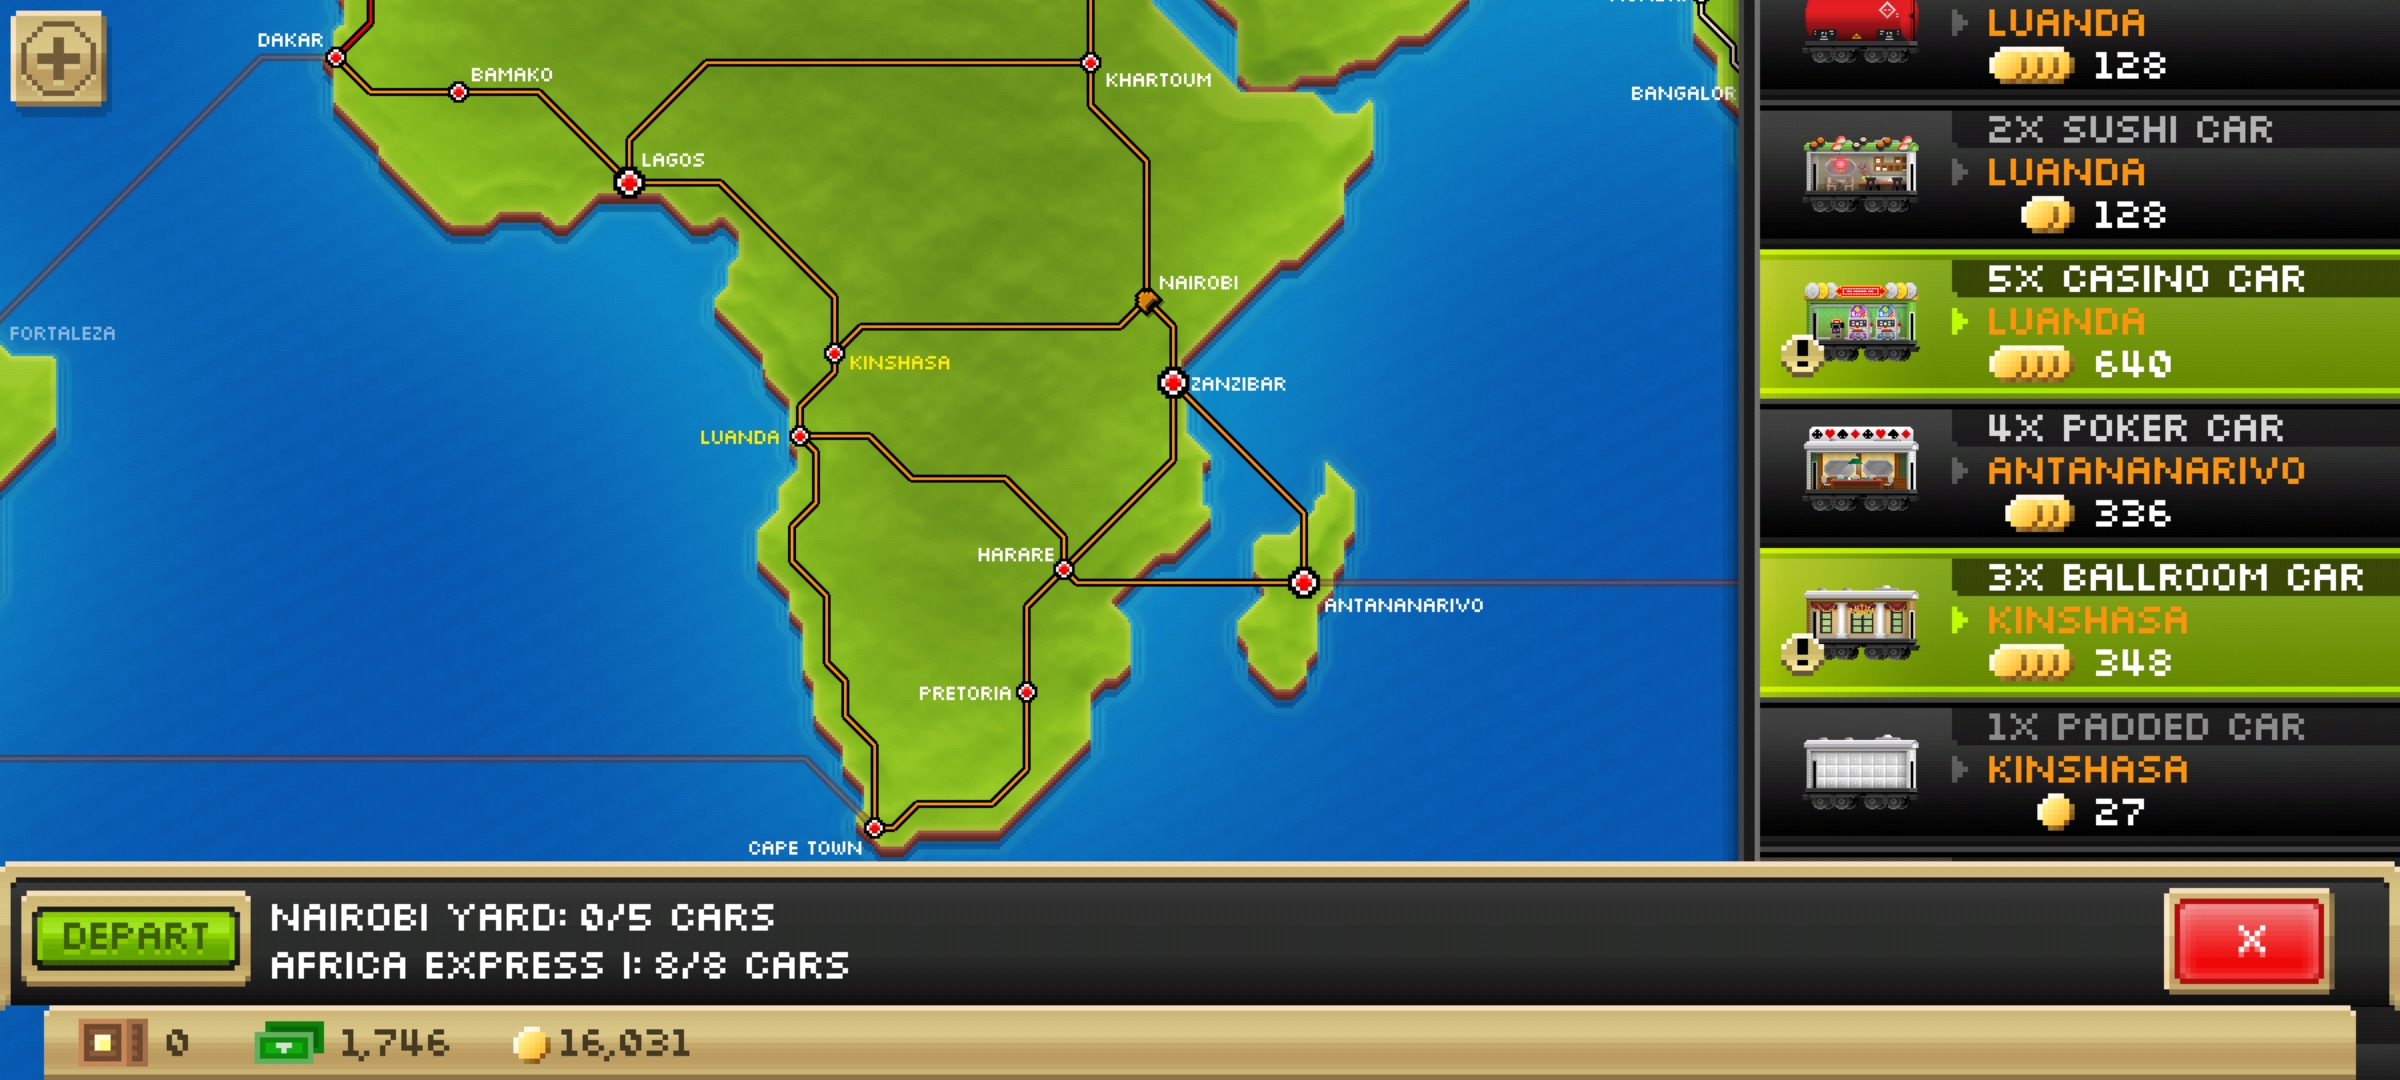 DAKAR
BAMAKO
LAGOS
KHARTOUM
BANGALOR
NAIROBI
FORTALEZA
KINSHASA
ZANZIBAR
LUANDA
HARARE
ANTANANARIVO
PRETORIA
CAPE TOWN
LUANDA
128
2X SUSHI CAR
LUANDA
128
5X CASINO CAR
LUANDA
640
4X POKER CAR
ANTANANARIVO
336
3X BALLROOM CAR
KINSHASA
348
1X PADDED CAR
KINSHASA
27
DEPART
NAIROBI YARD: 0/5 CARS
AFRICA EXPRESS I: 8/8 CARS
X
0
1,746
16,031